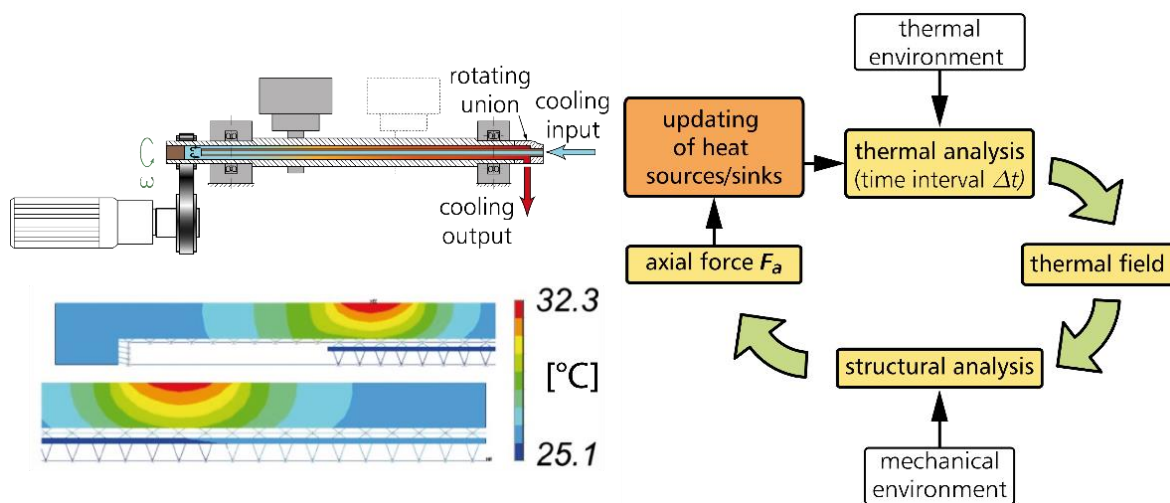 rotating
union
cooling
input
ω
cooling
output
32.3
[°C]
25.1
thermal
environment
updating
of heat
sources/sinks
thermal analysis
(time interval Δt)
axial force Fa
thermal field
structural analysis
mechanical
environment